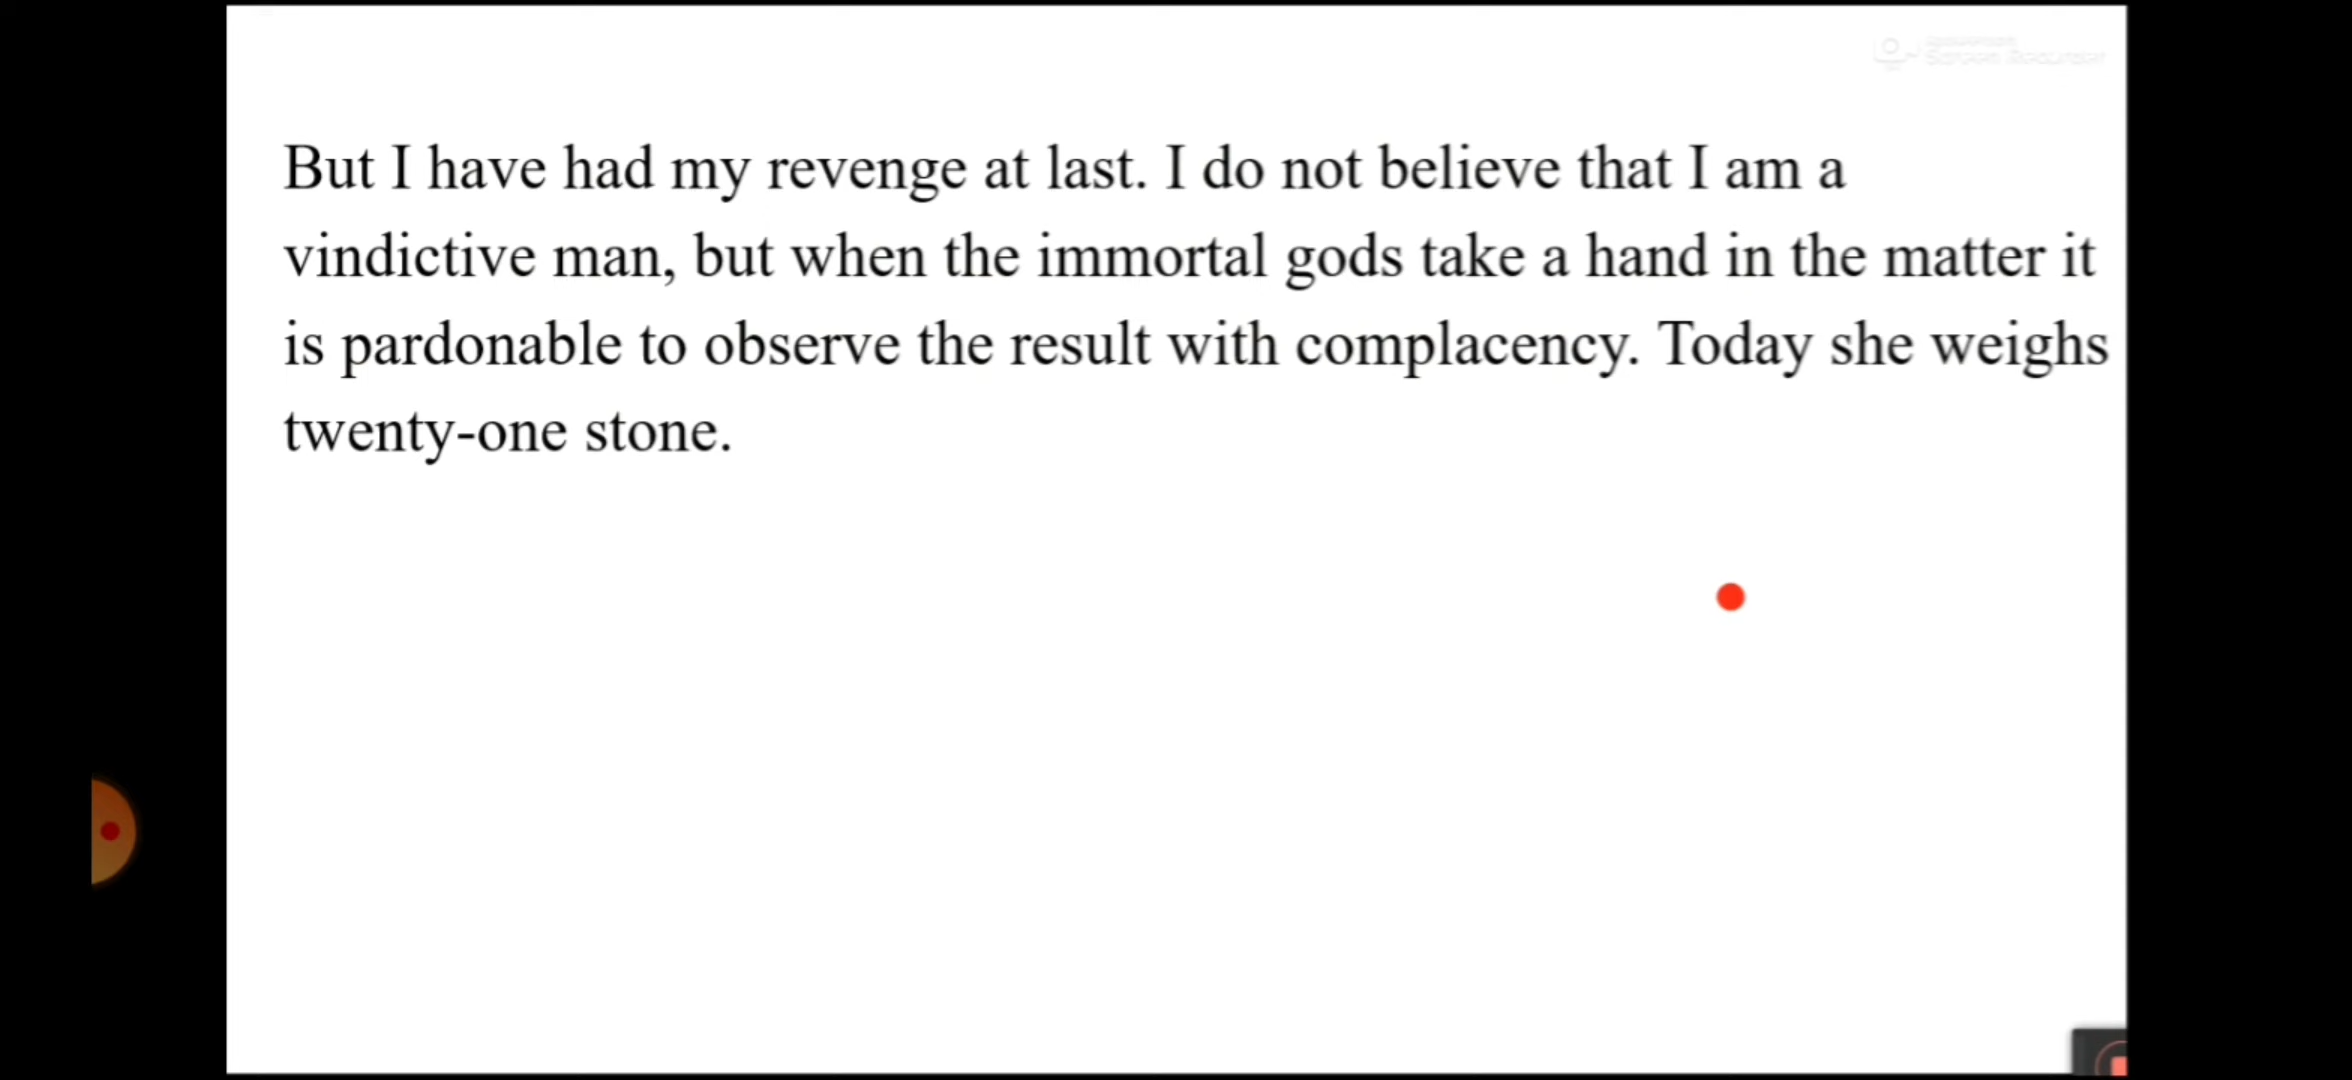 Screen Recorder
But I have had my revenge at last. I do not believe that I am a
vindictive man, but when the immortal gods take a hand in the matter it
is pardonable to observe the result with complacency. Today she weighs
twenty-one stone.